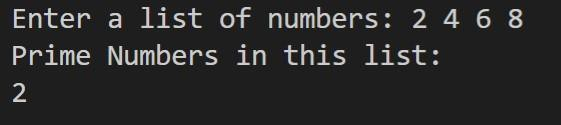 Enter a list of numbers: 2 4 6 8
Prime Numbers in this list:
2